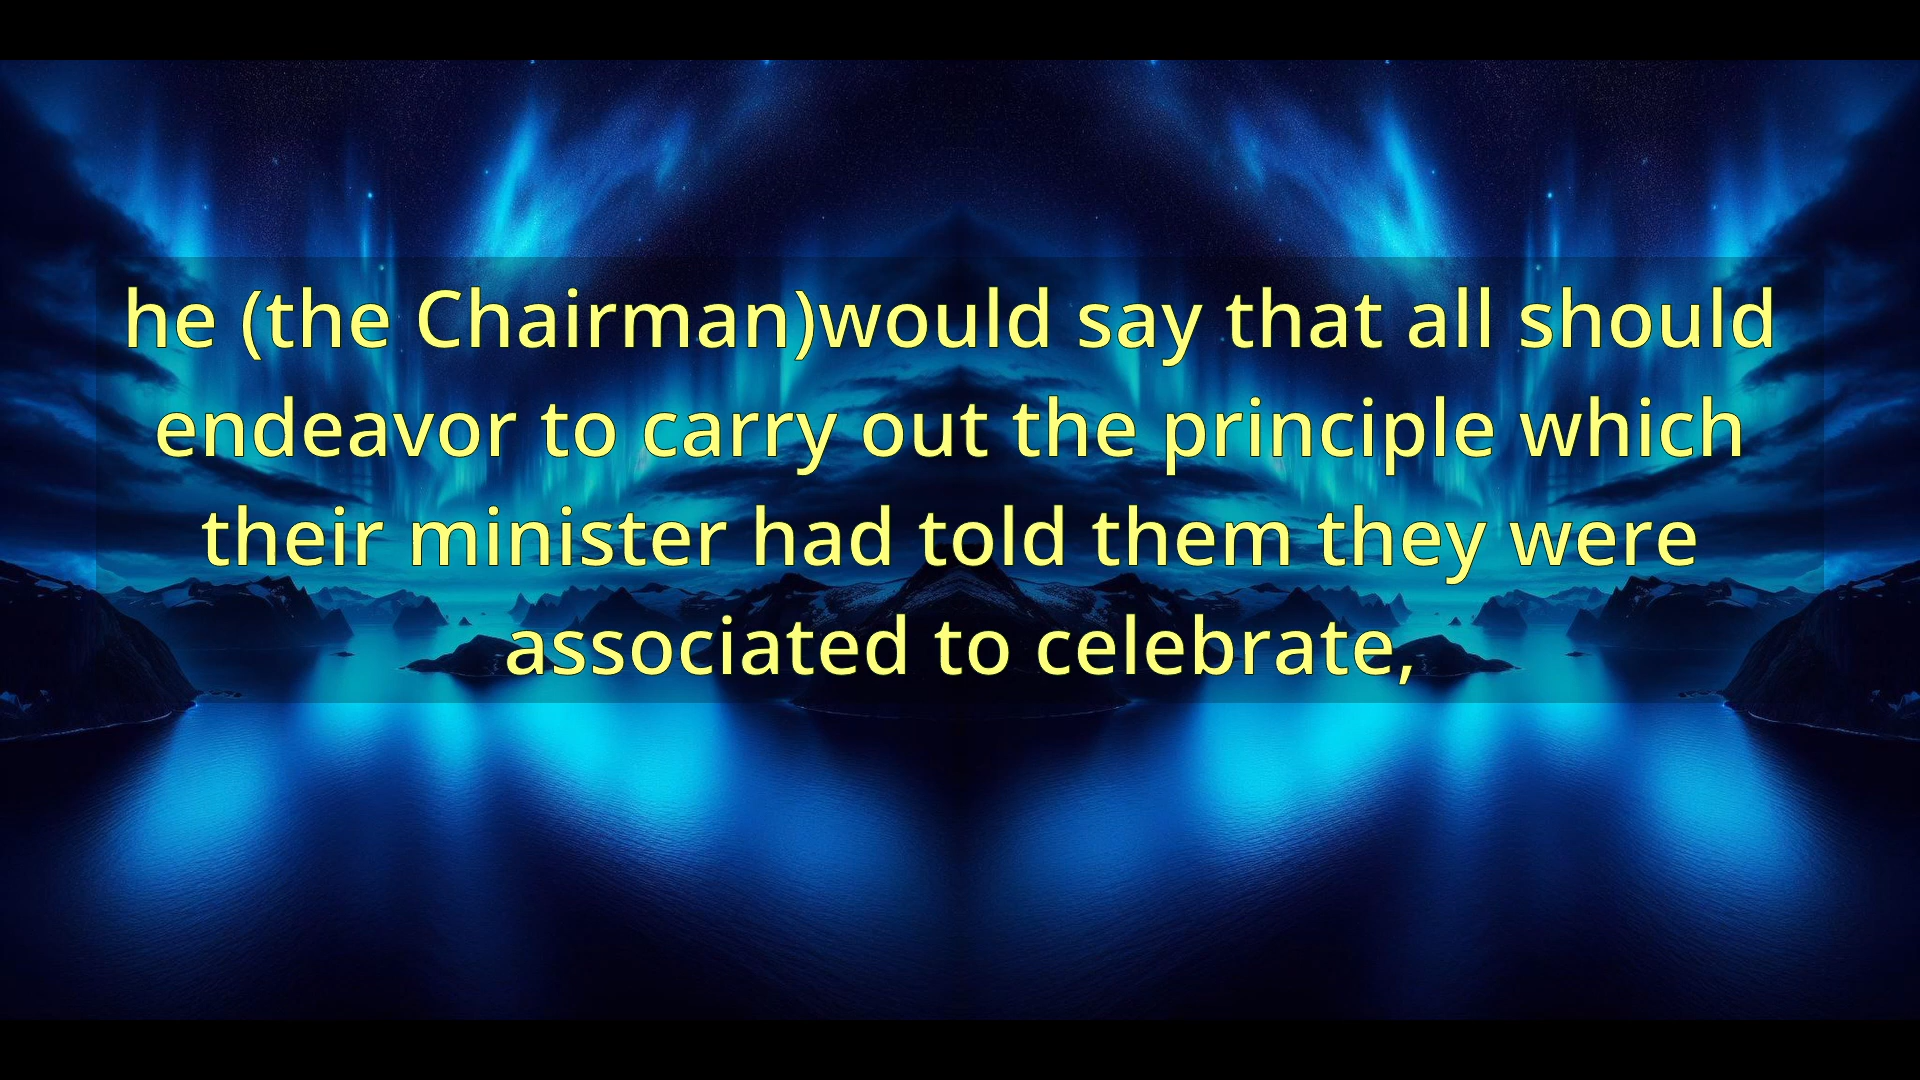 he (the Chairman)would say that all should
endeavor to carry out the principle which
their minister had told them they were
associated to celebrate,